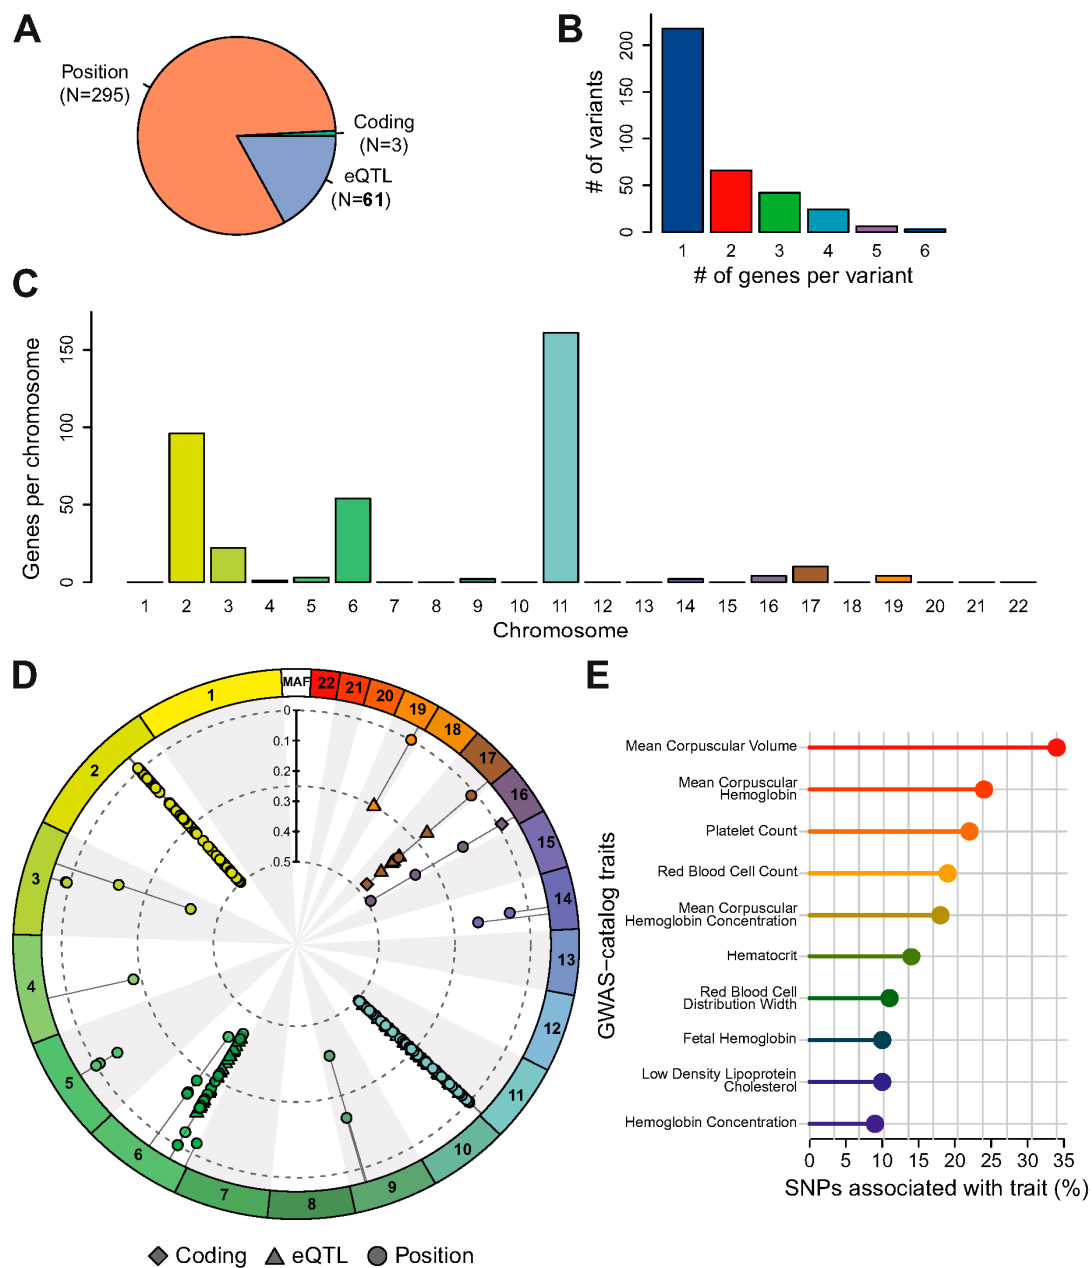 A
Position
(N=295)
Coding
(N=3)
eQTL
(N=61)
B
# of variants
0
50
100
150
200
1 2 3 4 5 6
# of genes per variant
C
Genes per chromosome
0
50
100
150
1 2 3 4 5 6 7 8 9 10 11 12 13 14 15 16 17 18 19 20 21 22
Chromosome
D
MAF
0
0.1
0.2
0.3
0.4
0.5
1
2
3
4
5
6
7
8
9
10
11
12
13
14
15
16
17
18
19
20
21
22
Coding eQTL Position
E
GWAS−catalog traits
Mean Corpuscular Volume
Mean Corpuscular
Hemoglobin
Platelet Count
Red Blood Cell Count
Mean Corpuscular
Hemoglobin Concentration
Hematocrit
Red Blood Cell
Distribution Width
Fetal Hemoglobin
Low Density Lipoprotein
Cholesterol
Hemoglobin Concentration
0 5 10 15 20 25 30 35
SNPs associated with trait (%)